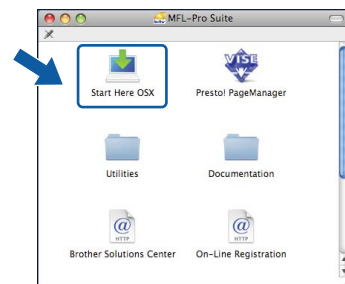 MFL-Pro Suite
VISE
Start Here OSX
Presto! PageManager
Utilities
Documentation
@
HTTP
@
HTTP
Brother Solutions Center
On-Line Registration